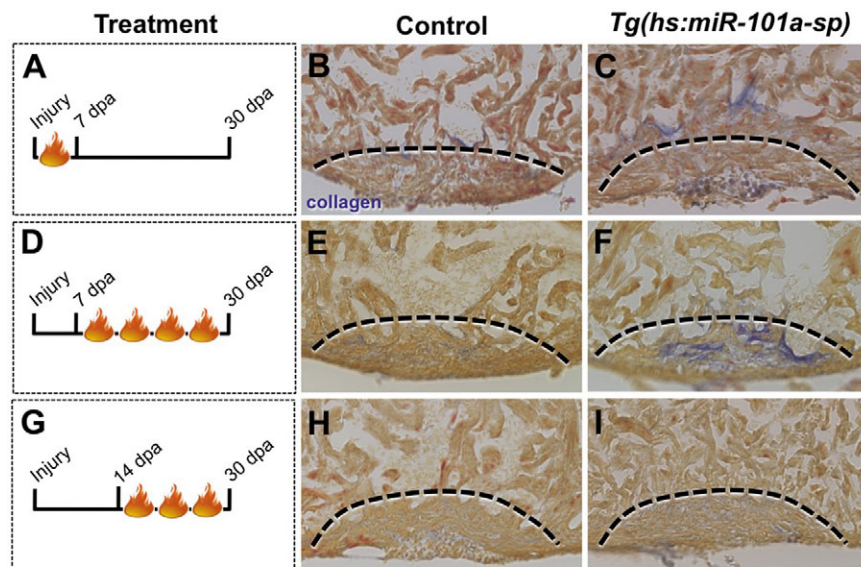 Treatment
Control
Tg(hs:miR-101a-sp)
A
Injury
7 dpa
30 dpa
B
collagen
C
D
Injury
7 dpa
30 dpa
E
F
G
Injury
14 dpa
30 dpa
H
I